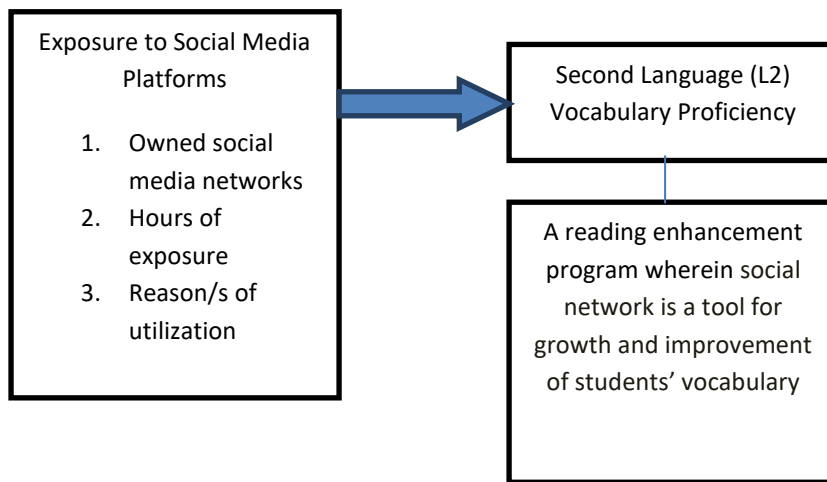 Exposure to Social Media
Platforms
1. Owned social
media networks
2. Hours of
exposure
3. Reason/s of
utilization
Second Language (L2)
Vocabulary Proficiency
A reading enhancement
program wherein social
network is a tool for
growth and improvement
of students’ vocabulary